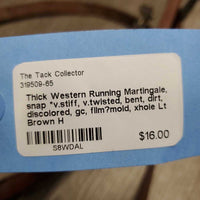 The Tack Collector
319509-65
Thick Western Running Martingale,
snap *v.stiff, v.twisted, bent, dirt,
discolored, gc, film?mold, xhole Lt
Brown H
$16.00
S8WDAL